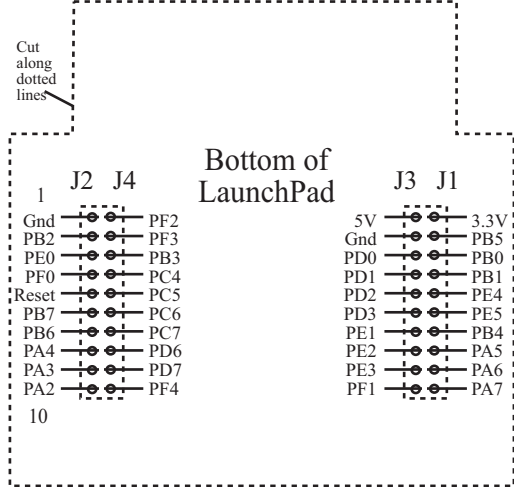 Cut
along
dotted
lines
Bottom of
LaunchPad
J2 J4
J3 J1
1
Gnd PF2
PB2 PF3
PE0 PB3
PF0 PC4
Reset PC5
PB7 PC6
PB6 PC7
PA4 PD6
PA3 PD7
PA2 PF4
10
5V 3.3V
Gnd PB5
PD0 PB0
PD1 PB1
PD2 PE4
PD3 PE5
PE1 PB4
PE2 PA5
PE3 PA6
PF1 PA7